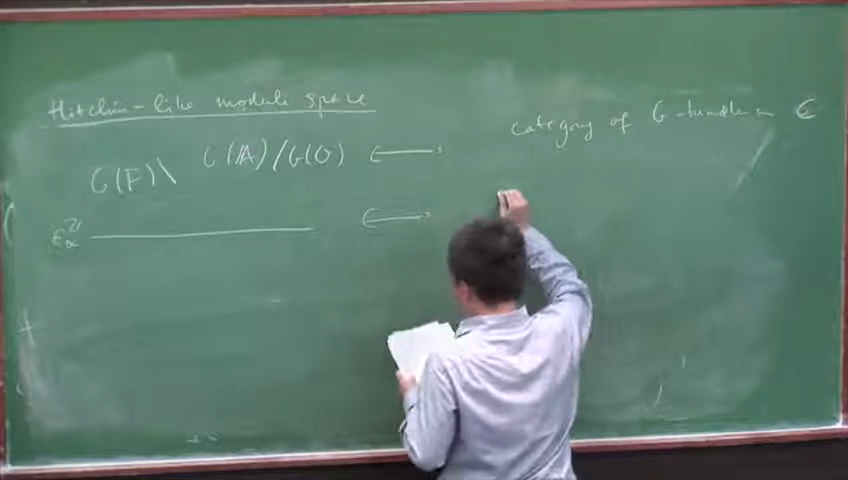 Hitchin-like moduli space
G(F)\ G(A)/G(O) ⟷ category of G-bundles on C
⟷